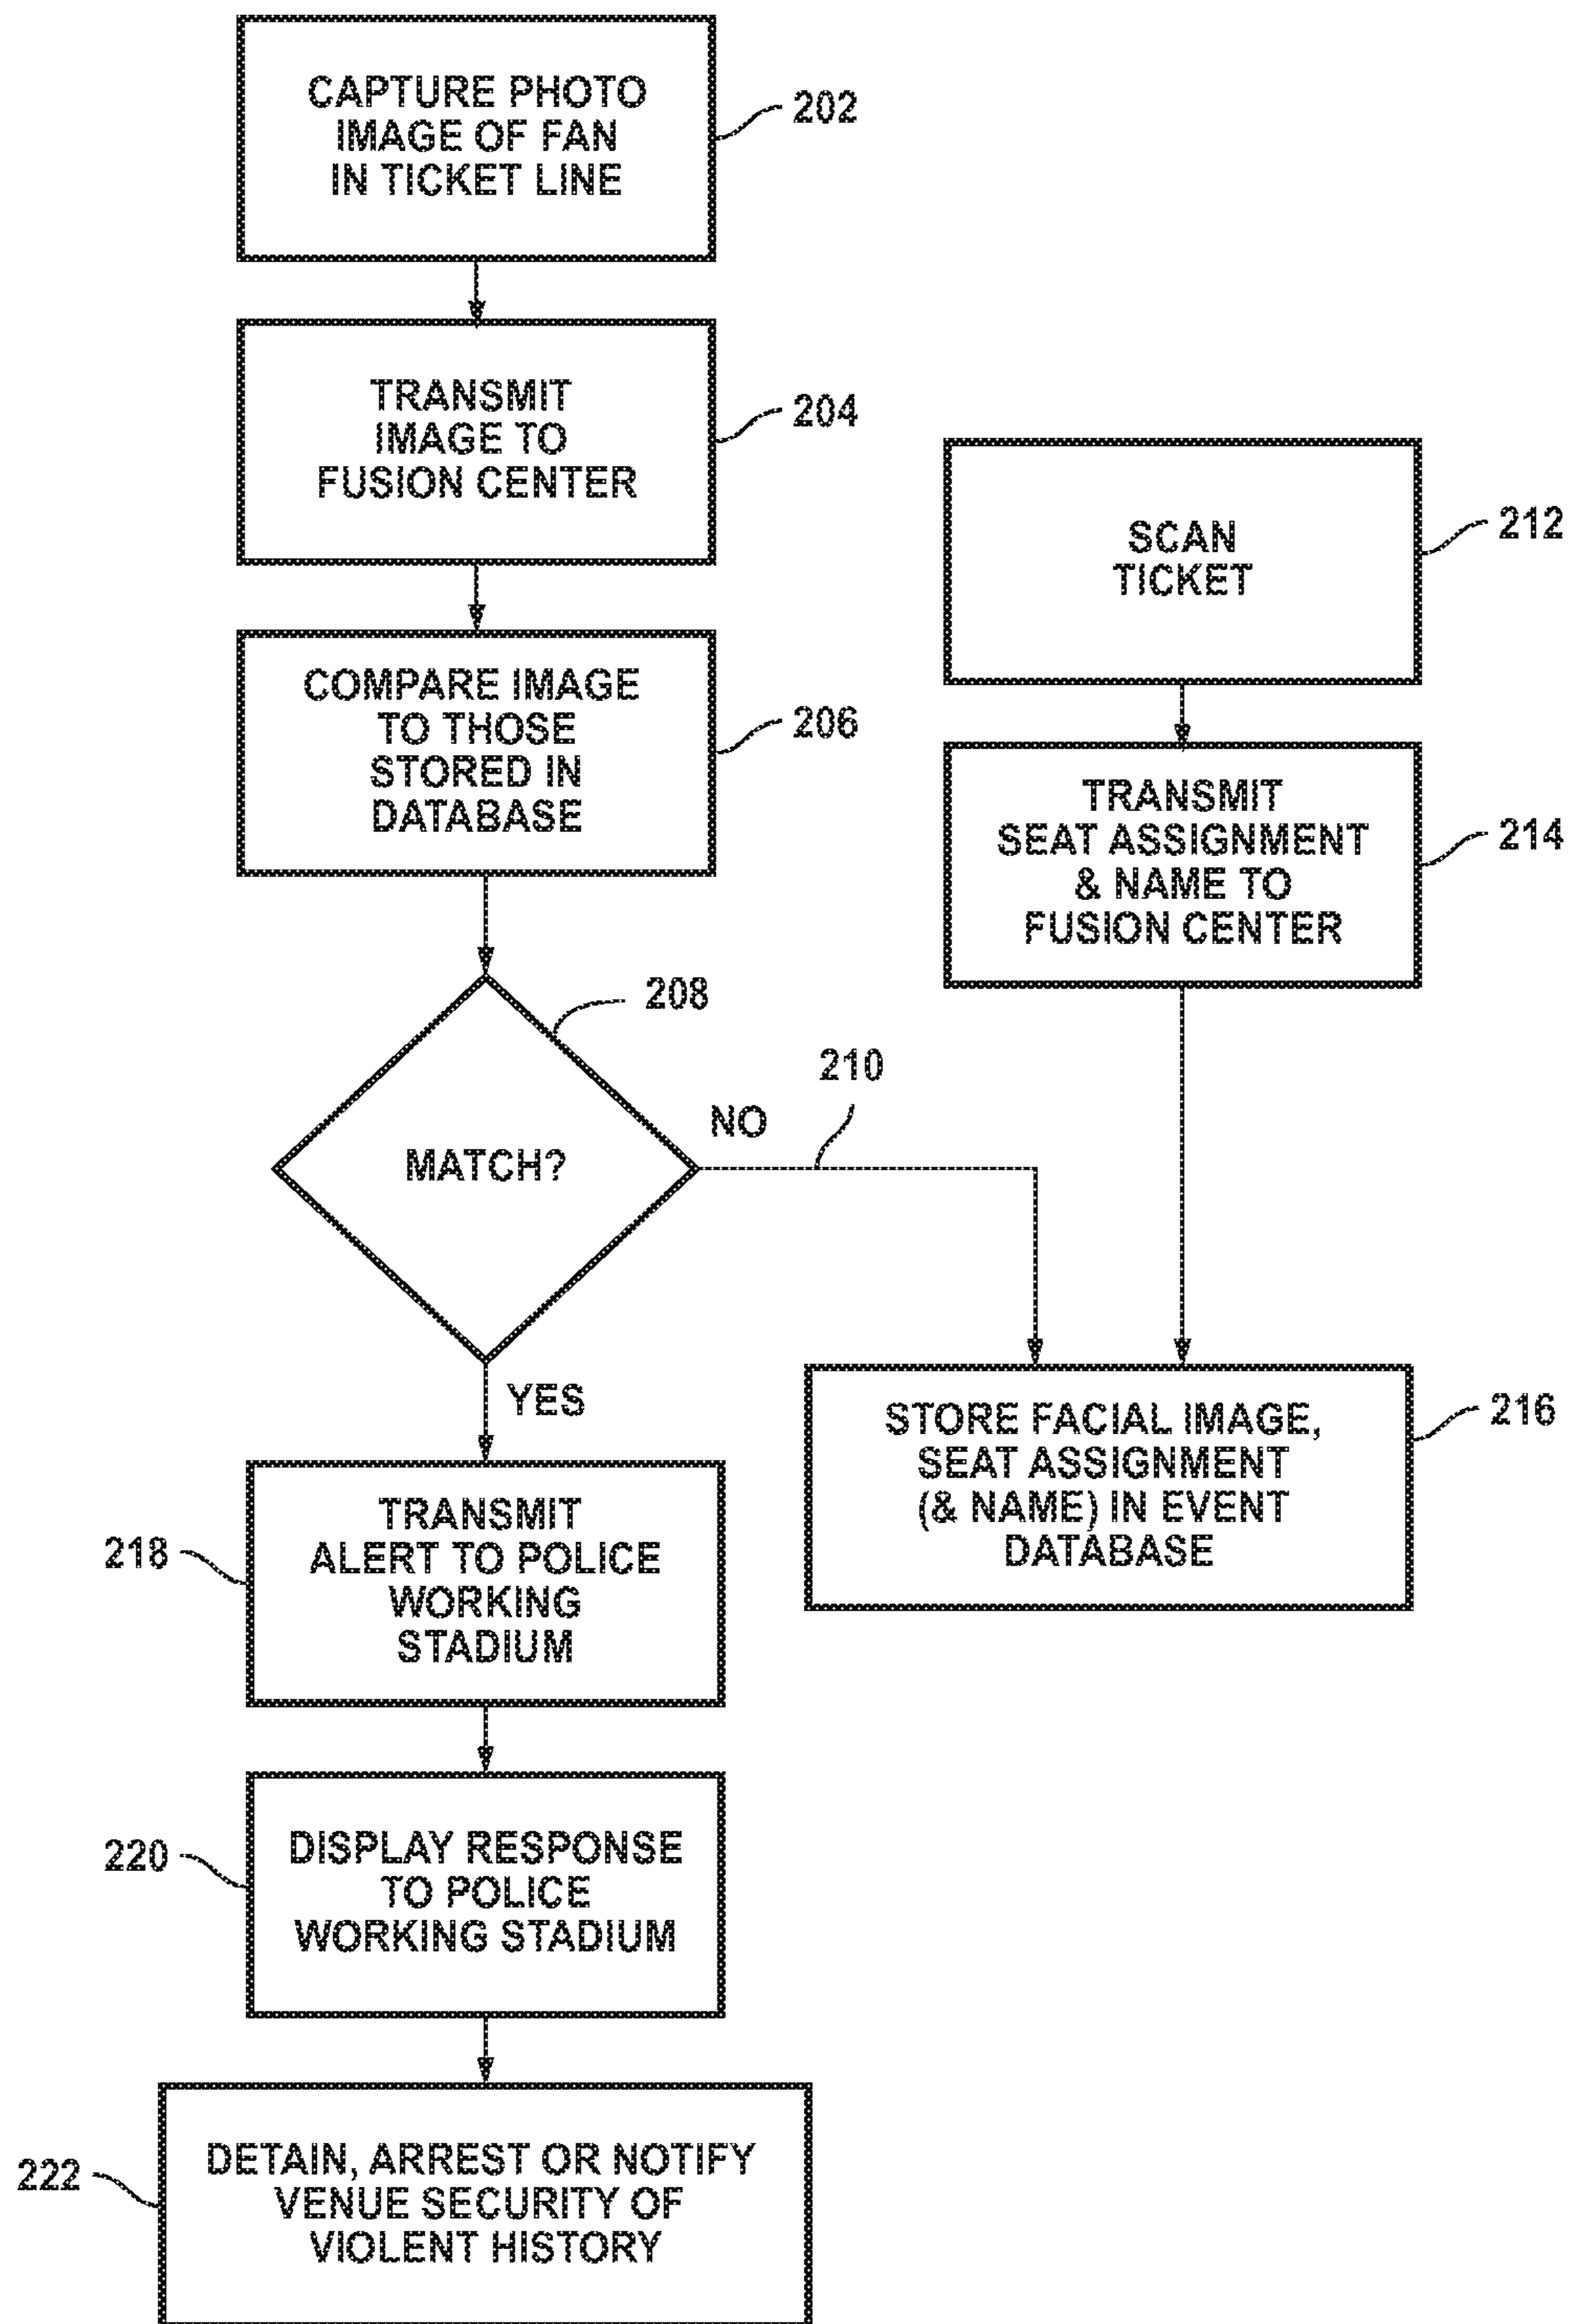 CAPTURE PHOTO
IMAGE OF FAN
IN TICKET LINE
202
TRANSMIT
IMAGE TO
FUSION CENTER
204
COMPARE IMAGE
TO THOSE
STORED IN
DATABASE
206
SCAN
TICKET
212
TRANSMIT
SEAT ASSIGNMENT
& NAME TO
FUSION CENTER
214
208
MATCH?
NO
210
YES
STORE FACIAL IMAGE,
SEAT ASSIGNMENT
(& NAME) IN EVENT
DATABASE
216
218
TRANSMIT
ALERT TO POLICE
WORKING
STADIUM
220
DISPLAY RESPONSE
TO POLICE
WORKING STADIUM
222
DETAIN, ARREST OR NOTIFY
VENUE SECURITY OF
VIOLENT HISTORY